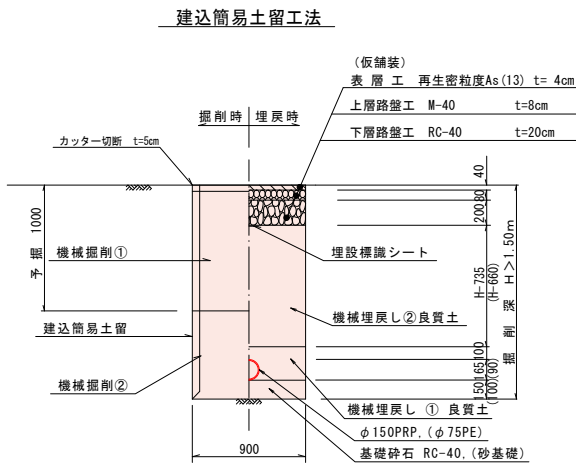 建込簡易土留工法
(仮舗装)
表 層 工 再生密粒度As(13) t= 4cm
上層路盤工 M-40 t=8cm
下層路盤工 RC-40 t=20cm
掘削時 埋戻時
カッター切断 t=5cm
40
80
200
予 掘 1000
機械掘削①
埋設標識シート
H-735
(H-660)
掘 削 深 H>1.50m
機械埋戻し②良質土
建込簡易土留
100
165
(90)
150
(100)
機械掘削②
機械埋戻し ① 良質土
φ150PRP,(φ75PE)
900
基礎砕石 RC-40,(砂基礎)